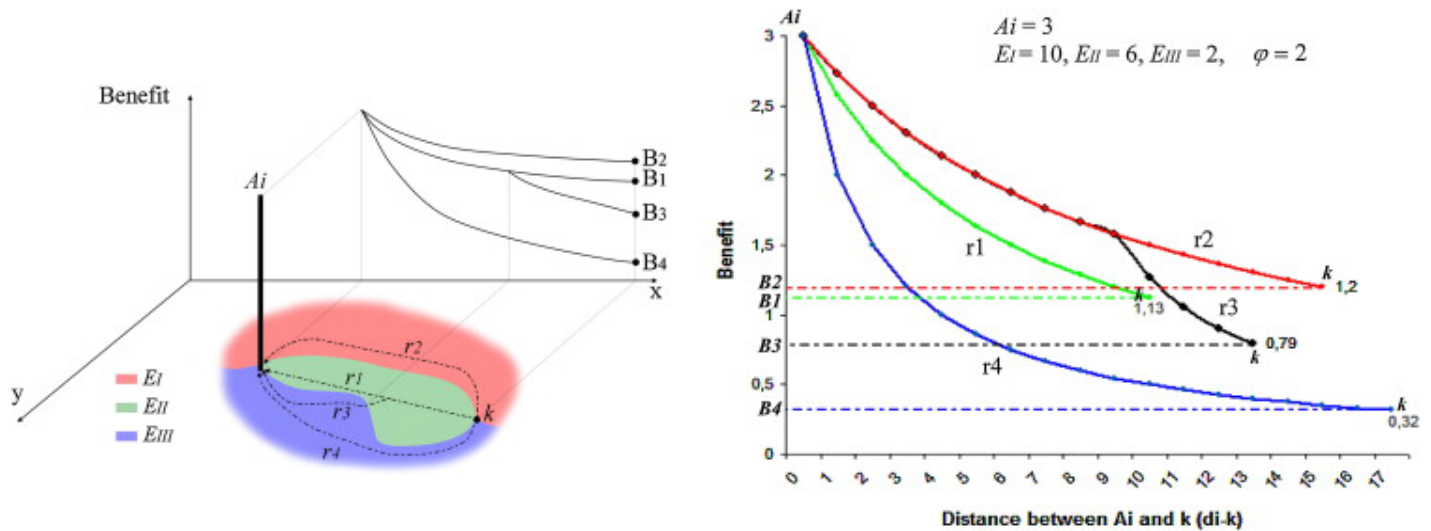 Benefit
Ai
B2
B1
B3
B4
x
y
EI
EII
EIII
r2
r1
r3
r4
k
Ai
Ai = 3
EI = 10, EII = 6, EIII = 2, φ = 2
Benefit
3
2,5
2
1,5
1
0,5
0
B2
B1
B3
B4
r1
r2
r3
r4
k
1,2
k
1,13
0,79
k
k
0,32
0 1 2 3 4 5 6 7 8 9 10 11 12 13 14 15 16 17
Distance between Ai and k (di-k)